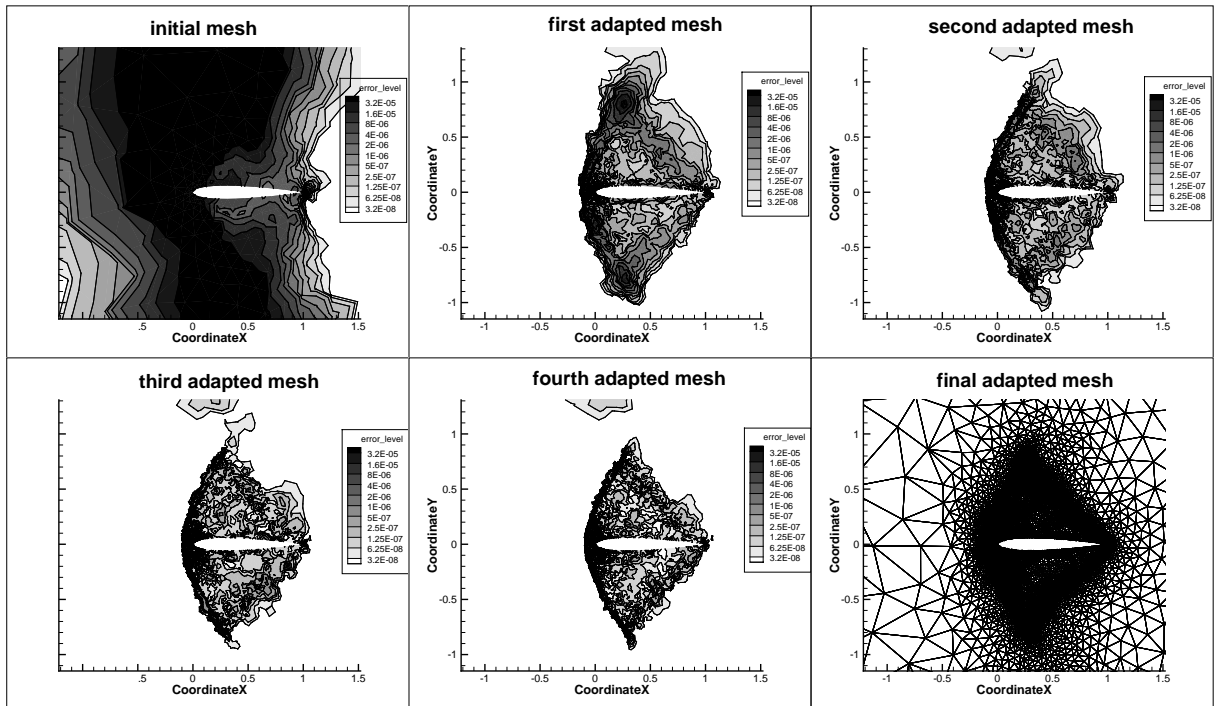 initial mesh
error_level
3.2E-05
1.6E-05
8E-06
4E-06
2E-06
1E-06
5E-07
2.5E-07
1.25E-07
6.25E-08
3.2E-08
.5
0
0.5
1
1.5
CoordinateX
first adapted mesh
CoordinateY
1
0.5
0
-0.5
-1
error_level
3.2E-05
1.6E-05
8E-06
4E-06
2E-06
1E-06
5E-07
2.5E-07
1.25E-07
6.25E-08
3.2E-08
-1
-0.5
0
0.5
1
1.5
CoordinateX
second adapted mesh
CoordinateY
1
0.5
0
-0.5
-1
error_level
3.2E-05
1.6E-05
8E-06
4E-06
2E-06
1E-06
5E-07
2.5E-07
1.25E-07
6.25E-08
3.2E-08
-1
-0.5
0
0.5
1
1.5
CoordinateX
third adapted mesh
error_level
3.2E-05
1.6E-05
8E-06
4E-06
2E-06
1E-06
5E-07
2.5E-07
1.25E-07
6.25E-08
3.2E-08
.5
0
0.5
1
1.5
CoordinateX
fourth adapted mesh
CoordinateY
1
0.5
0
-0.5
-1
error_level
3.2E-05
1.6E-05
8E-06
4E-06
2E-06
1E-06
5E-07
2.5E-07
1.25E-07
6.25E-08
3.2E-08
-1
-0.5
0
0.5
1
1.5
CoordinateX
final adapted mesh
CoordinateY
1
0.5
0
-0.5
-1
-1
-0.5
0
0.5
1
1.5
CoordinateX